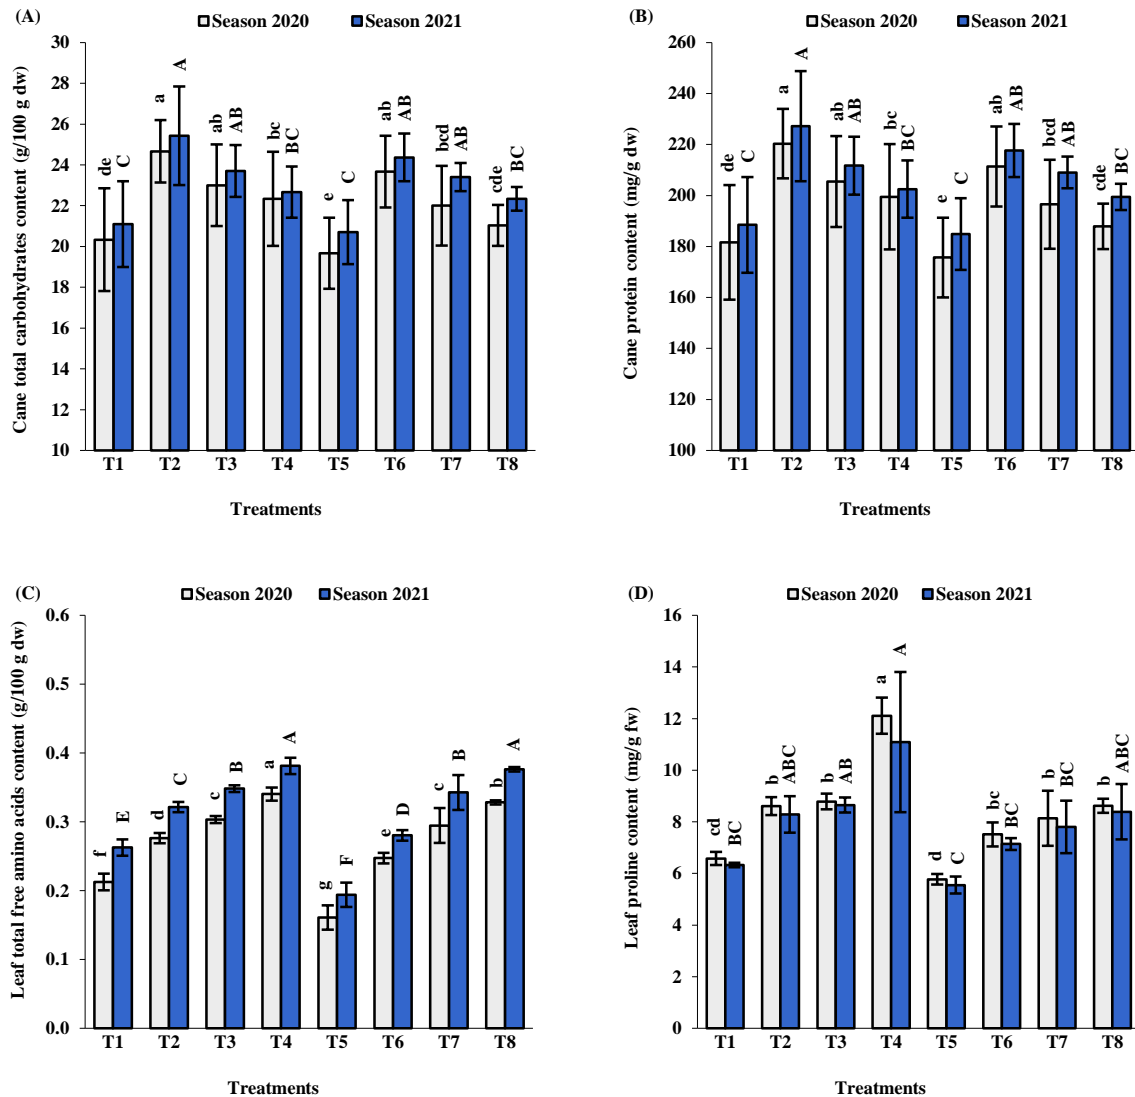 (A)
Season 2020 Season 2021
Cane total carbohydrates content (g/100 g dw)
30
28
26
24
22
20
18
16
14
12
10
de C a A ab AB bc BC e C ab AB bcd AB cde BC
T1 T2 T3 T4 T5 T6 T7 T8
Treatments
(B)
Season 2020 Season 2021
Cane protein content (mg/g dw)
260
240
220
200
180
160
140
120
100
de C a A ab AB bc BC e C ab AB bcd AB cde BC
T1 T2 T3 T4 T5 T6 T7 T8
Treatments
(C)
Season 2020 Season 2021
Leaf total free amino acids content (g/100 g dw)
0.6
0.5
0.4
0.3
0.2
0.1
0.0
f E d C c B a A g F e D c B b A
T1 T2 T3 T4 T5 T6 T7 T8
Treatments
(D)
Season 2020 Season 2021
Leaf proline content (mg/g fw)
16
14
12
10
8
6
4
2
0
cd BC b ABC b AB a A d C bc BC b BC b ABC
T1 T2 T3 T4 T5 T6 T7 T8
Treatments